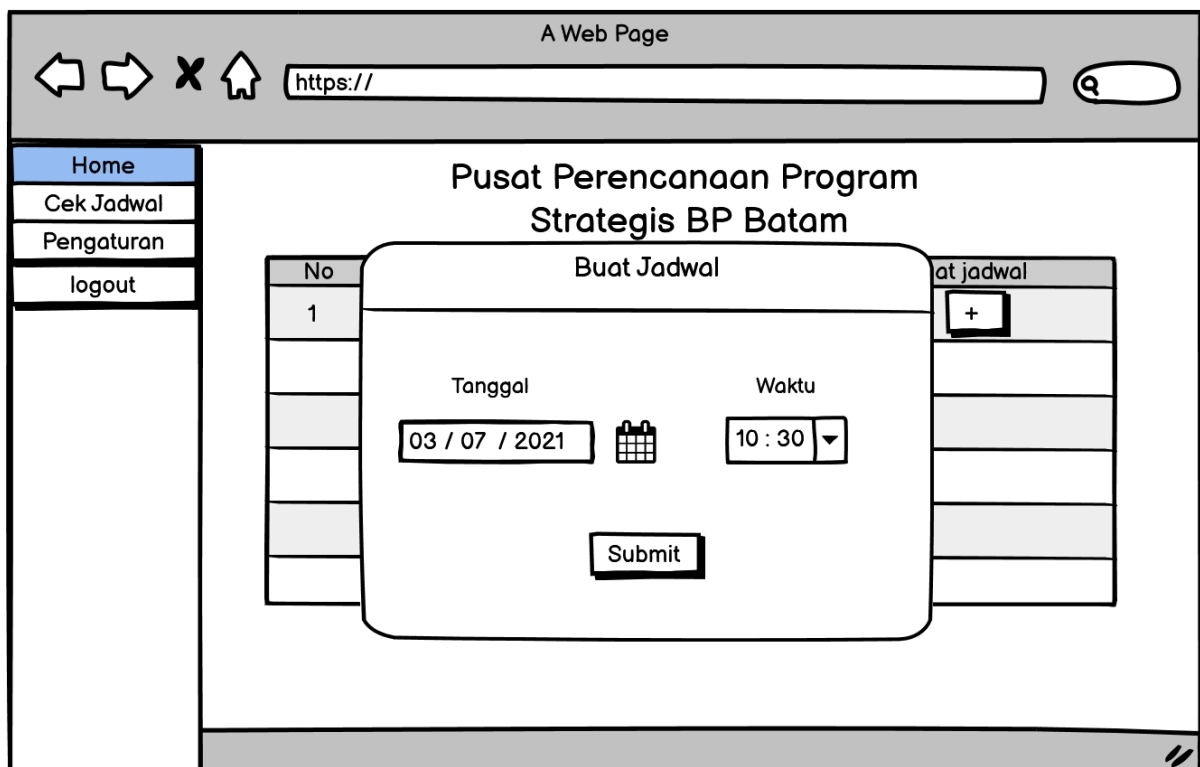 A Web Page
https://
Home
Cek Jadwal
Pengaturan
logout
Pusat Perencanaan Program
Strategis BP Batam
No
at jadwal
1
+
Buat Jadwal
Tanggal
Waktu
03 / 07 / 2021
10 : 30
Submit